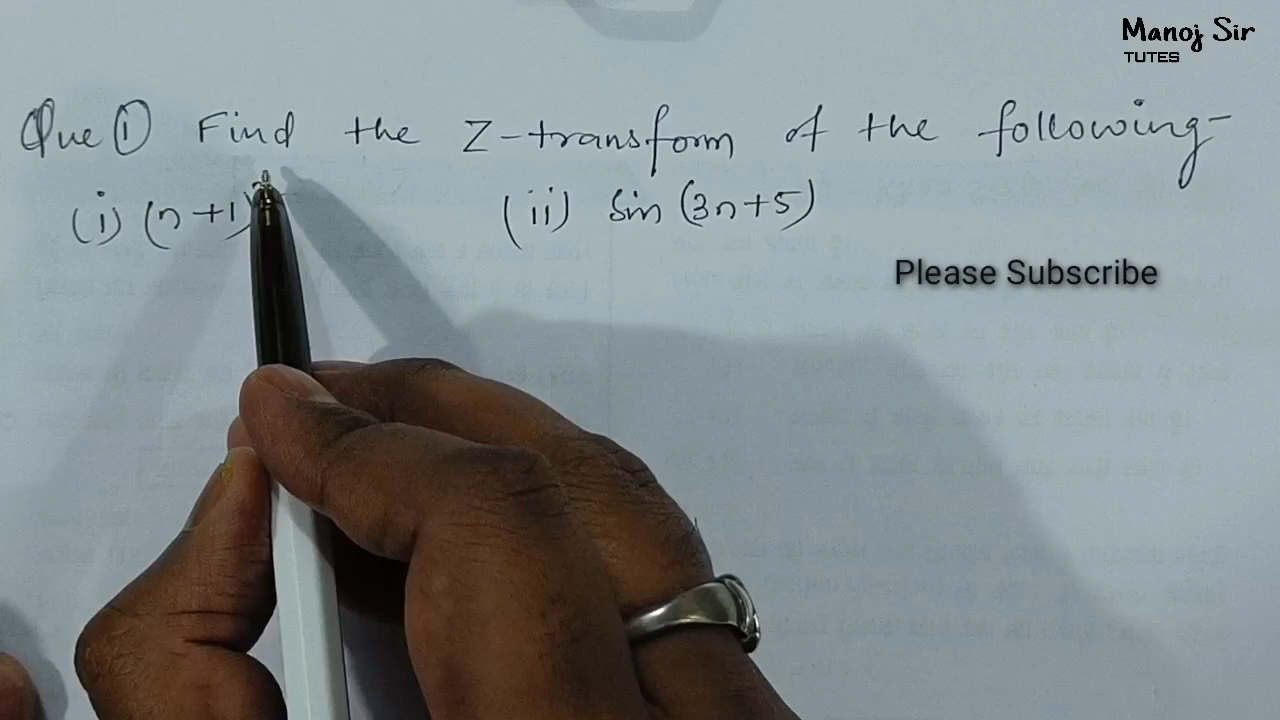 Manoj Sir
TUTES
Que ① Find the Z-transform of the following-
(i) (n+1) (ii) sin (3n+5)
Please Subscribe